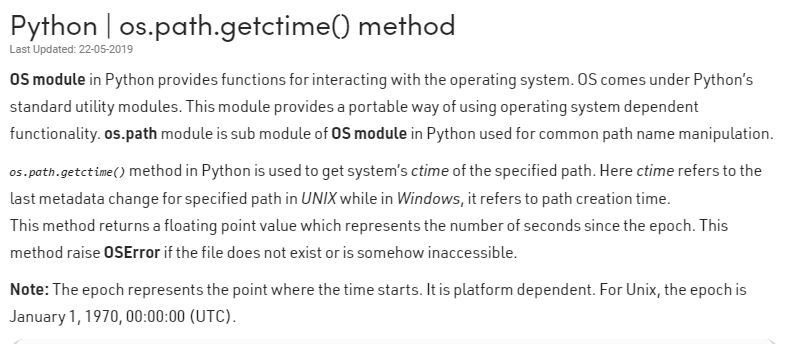 Python | os.path.getctime() method
Last Updated: 22-05-2019
OS module in Python provides functions for interacting with the operating system. OS comes under Python's
standard utility modules. This module provides a portable way of using operating system dependent
functionality. os.path module is sub module of OS module in Python used for common path name manipulation.
os.path.getctime() method in Python is used to get system's ctime of the specified path. Here ctime refers to the
last metadata change for specified path in UNIX while in Windows, it refers to path creation time.
This method returns a floating point value which represents the number of seconds since the epoch. This
method raise OSError if the file does not exist or is somehow inaccessible.
Note: The epoch represents the point where the time starts. It is platform dependent. For Unix, the epoch is
January 1, 1970, 00:00:00 (UTC).